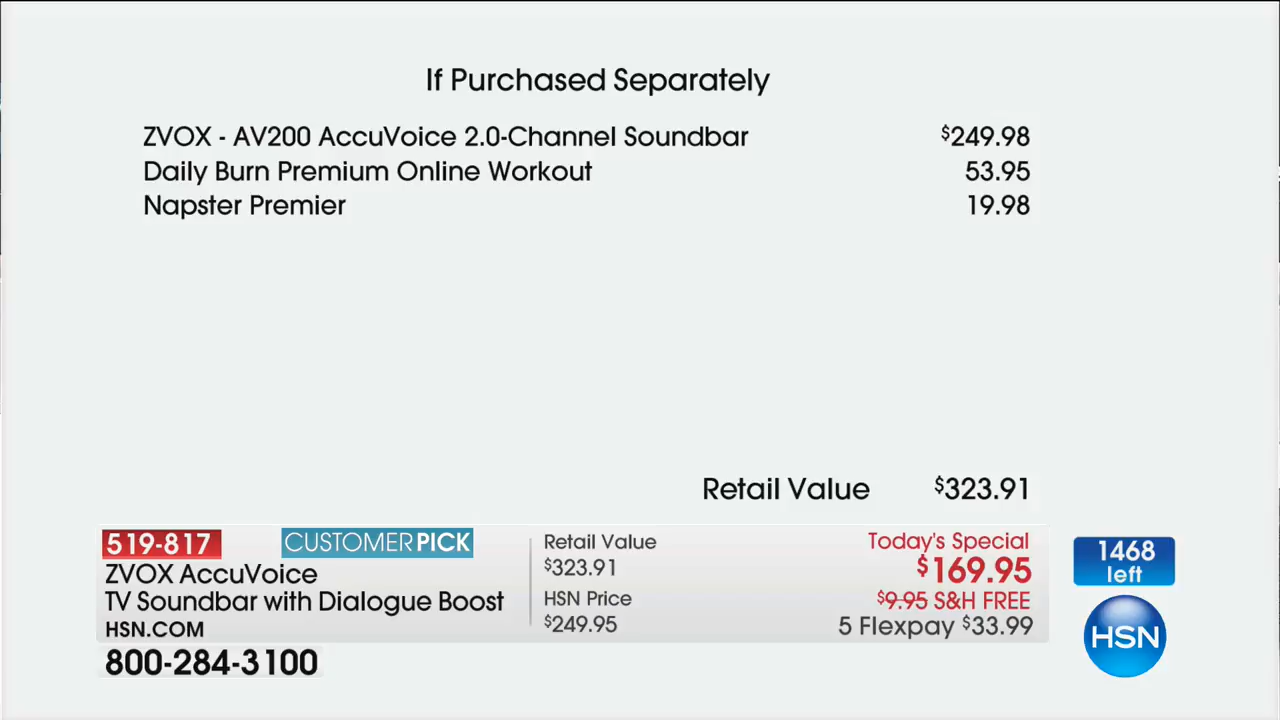 If Purchased Separately
ZVOX - AV200 AccuVoice 2.0-Channel Soundbar $249.98
Daily Burn Premium Online Workout 53.95
Napster Premier 19.98
Retail Value $323.91
519-817 CUSTOMERPICK
ZVOX AccuVoice
TV Soundbar with Dialogue Boost
HSN.COM
800-284-3100
Retail Value
$323.91
HSN Price
$249.95
Today's Special
$169.95
$9.95 S&H FREE
5 Flexpay $33.99
1468
left
HSN